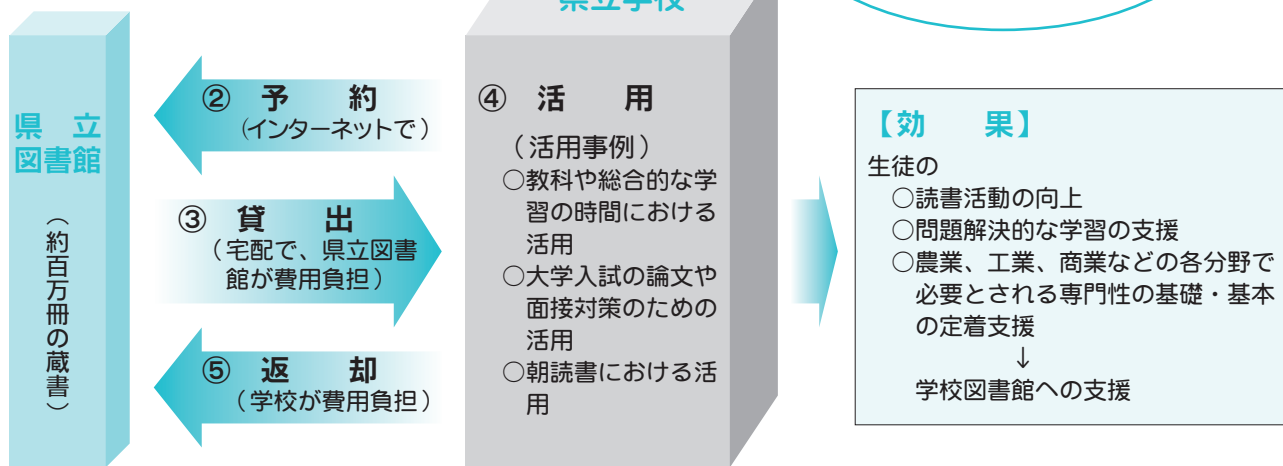 県立学校
県　立
図書館
（約百万冊の蔵書）
②　予　　約
（インターネットで）
③　貸　　出
（宅配で、県立図書
館が費用負担）
⑤　返　　却
（学校が費用負担）
④　活　　用
（活用事例）
○教科や総合的な学
習の時間における
活用
○大学入試の論文や
面接対策のための
活用
○朝読書における活
用
【効　　果】
生徒の
○読書活動の向上
○問題解決的な学習の支援
○農業、工業、商業などの各分野で
必要とされる専門性の基礎・基本
の定着支援
↓
学校図書館への支援